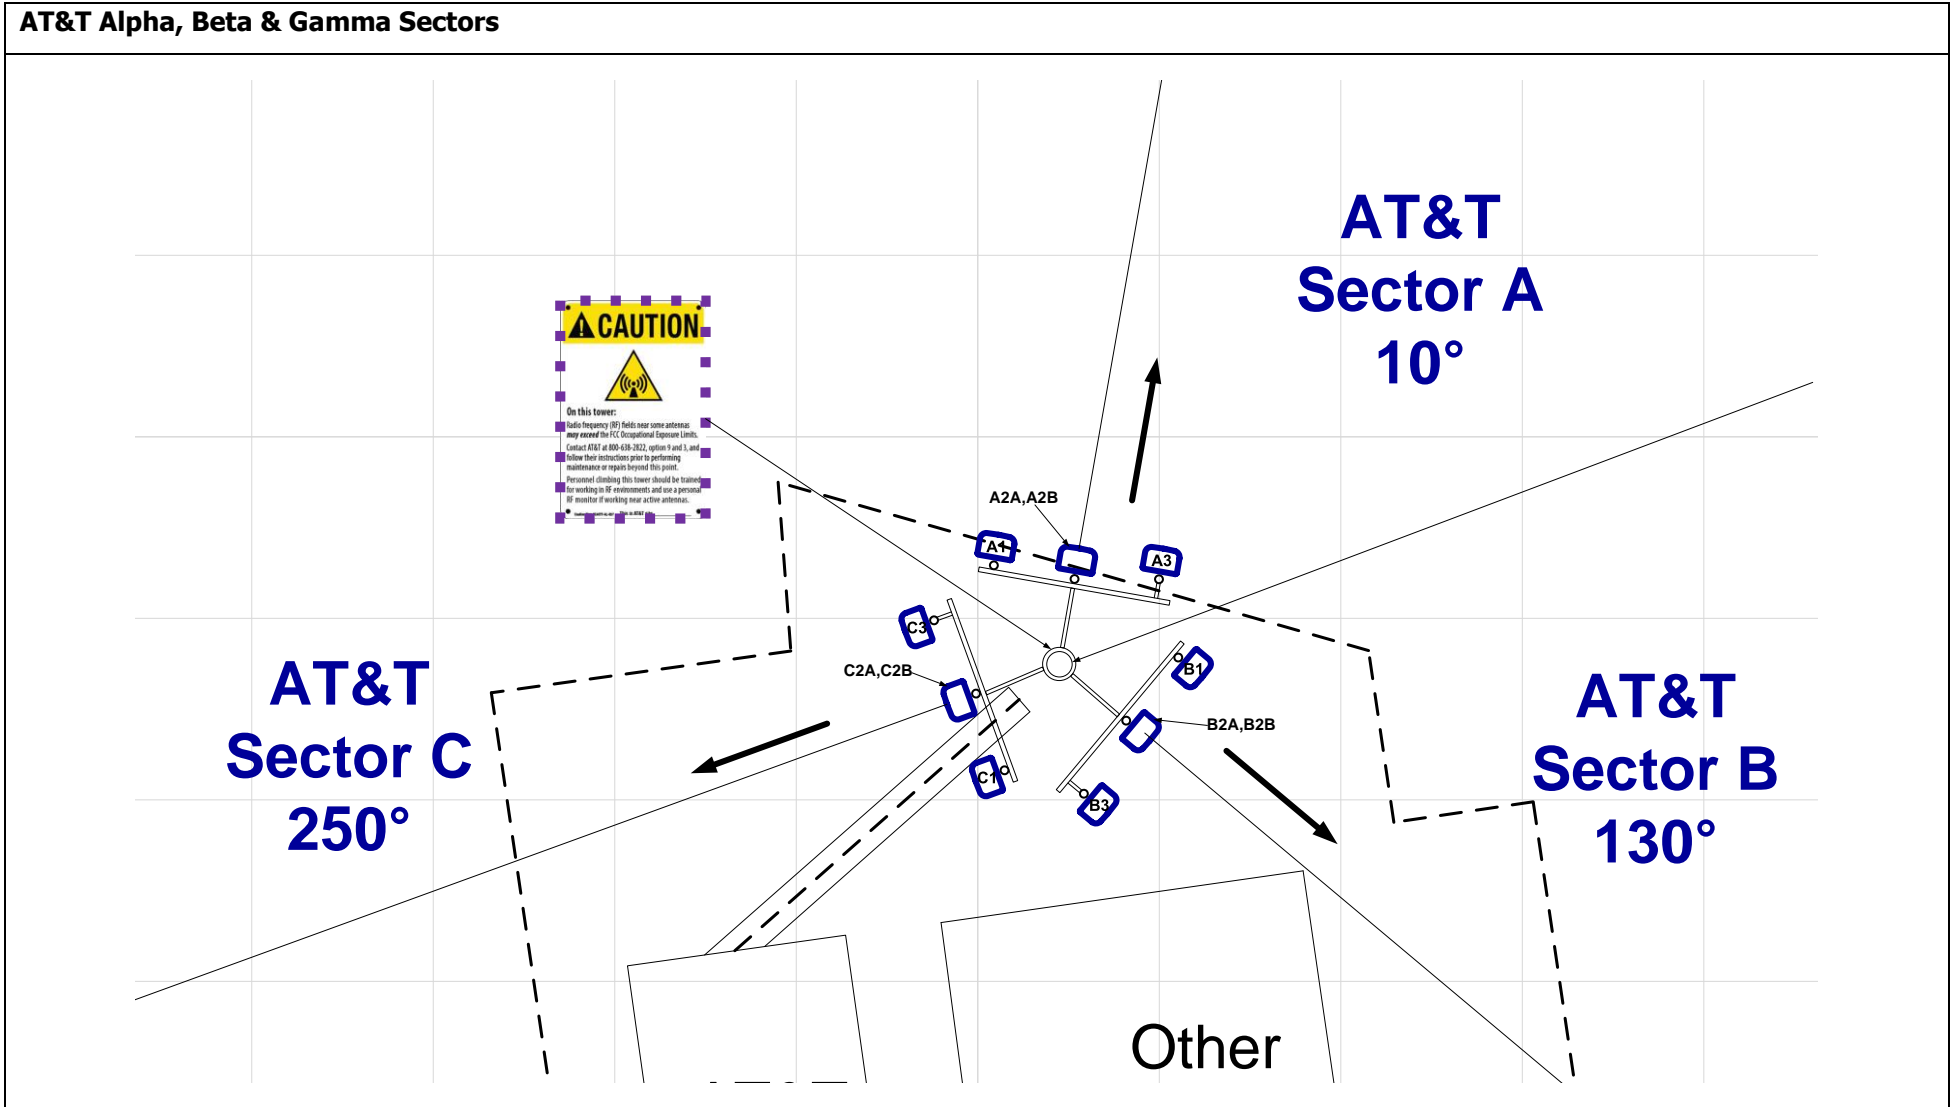 AT&T Alpha, Beta & Gamma Sectors
AT&T
Sector A
10°
CAUTION
On this tower:
Radio frequency (RF) fields near some antennas
may exceed the FCC Occupational Exposure Limits.
Contact AT&T at 800-638-2822, option 9 and 3, and
follow their instructions prior to performing
maintenance or repairs beyond this point.
Personnel climbing this tower should be trained
for working in RF environments and use a personal
RF monitor if working near active antennas.
This is AT&T
A2A,A2B
A1
A3
C3
C2A,C2B
C1
B1
B2A,B2B
B3
AT&T
Sector C
250°
AT&T
Sector B
130°
Other